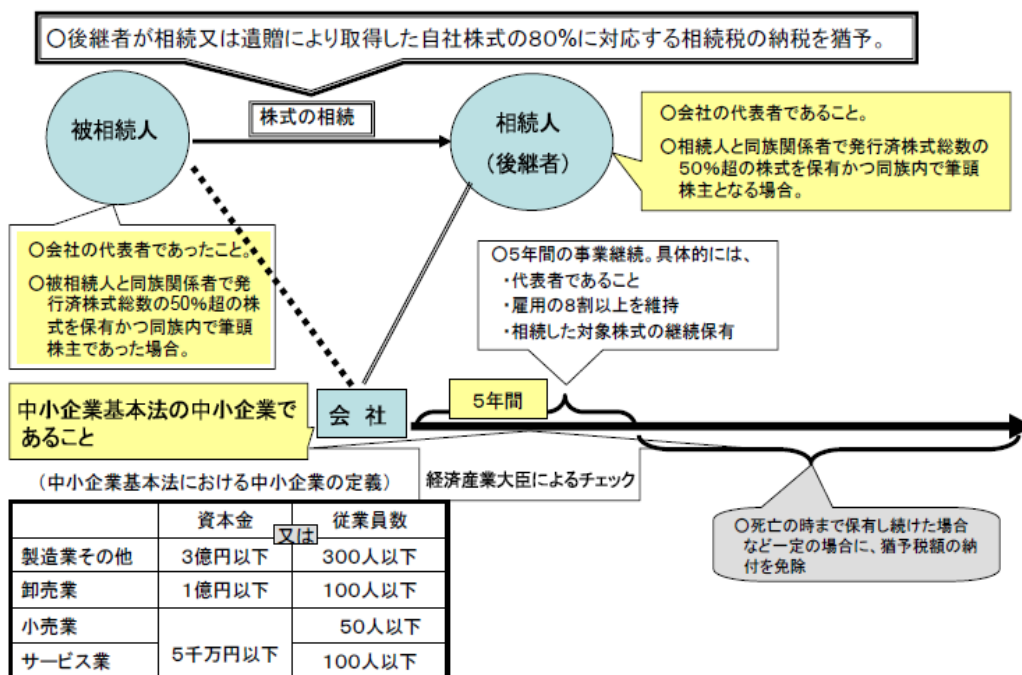 ○後継者が相続又は遺贈により取得した自社株式の80%に対応する相続税の納税を猶予。
被相続人
株式の相続
相続人
(後継者)
○会社の代表者であること。
○相続人と同族関係者で発行済株式総数の
50%超の株式を保有かつ同族内で筆頭
株主となる場合。
○会社の代表者であったこと。
○被相続人と同族関係者で発
行済株式総数の50%超の株
式を保有かつ同族内で筆頭
株主であった場合。
○5年間の事業継続。具体的には、
・代表者であること
・雇用の8割以上を維持
・相続した対象株式の継続保有
中小企業基本法の中小企業で
あること
会 社
5年間
経済産業大臣によるチェック
○死亡の時まで保有し続けた場合
など一定の場合に、猶予税額の納
付を免除
(中小企業基本法における中小企業の定義)
資本金 又は 従業員数
製造業その他 3億円以下 300人以下
卸売業 1億円以下 100人以下
小売業 50人以下
5千万円以下
サービス業 100人以下